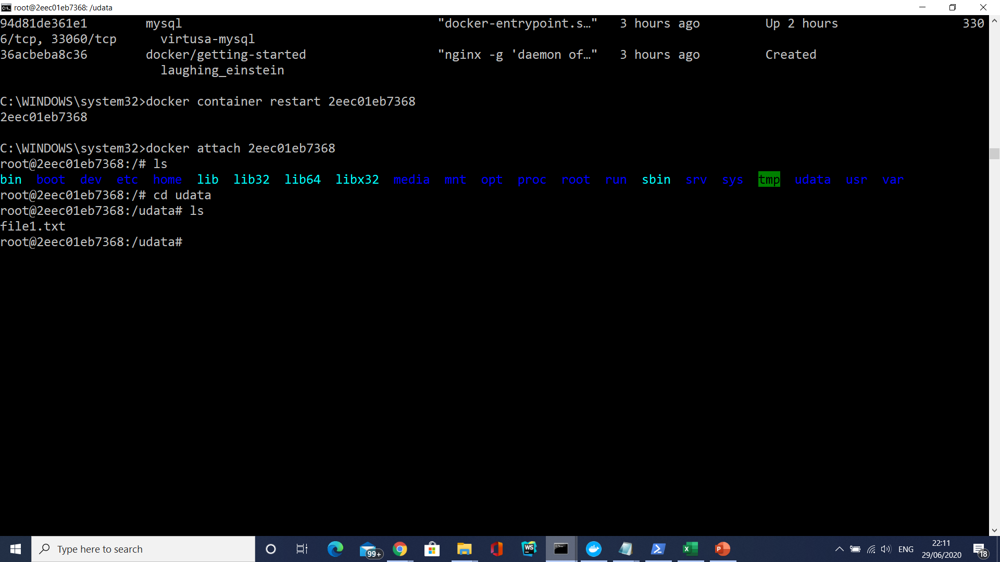 root@2eec01eb7368: /udata
94d81de361e1        mysql                                   "docker-entrypoint.s…"   3 hours ago         Up 2 hours                 330
6/tcp, 33060/tcp      virtusa-mysql
36acbeba8c36        docker/getting-started                  "nginx -g 'daemon of…"   3 hours ago         Created
                      laughing_einstein
C:\WINDOWS\system32>docker container restart 2eec01eb7368
2eec01eb7368
C:\WINDOWS\system32>docker attach 2eec01eb7368
root@2eec01eb7368:/# ls
bin  boot  dev  etc  home  lib  lib32  lib64  libx32  media  mnt  opt  proc  root  run  sbin  srv  sys  tmp  udata  usr  var
root@2eec01eb7368:/# cd udata
root@2eec01eb7368:/udata# ls
file1.txt
root@2eec01eb7368:/udata#
Type here to search
99+
WS
ENG
22:11
29/06/2020
18